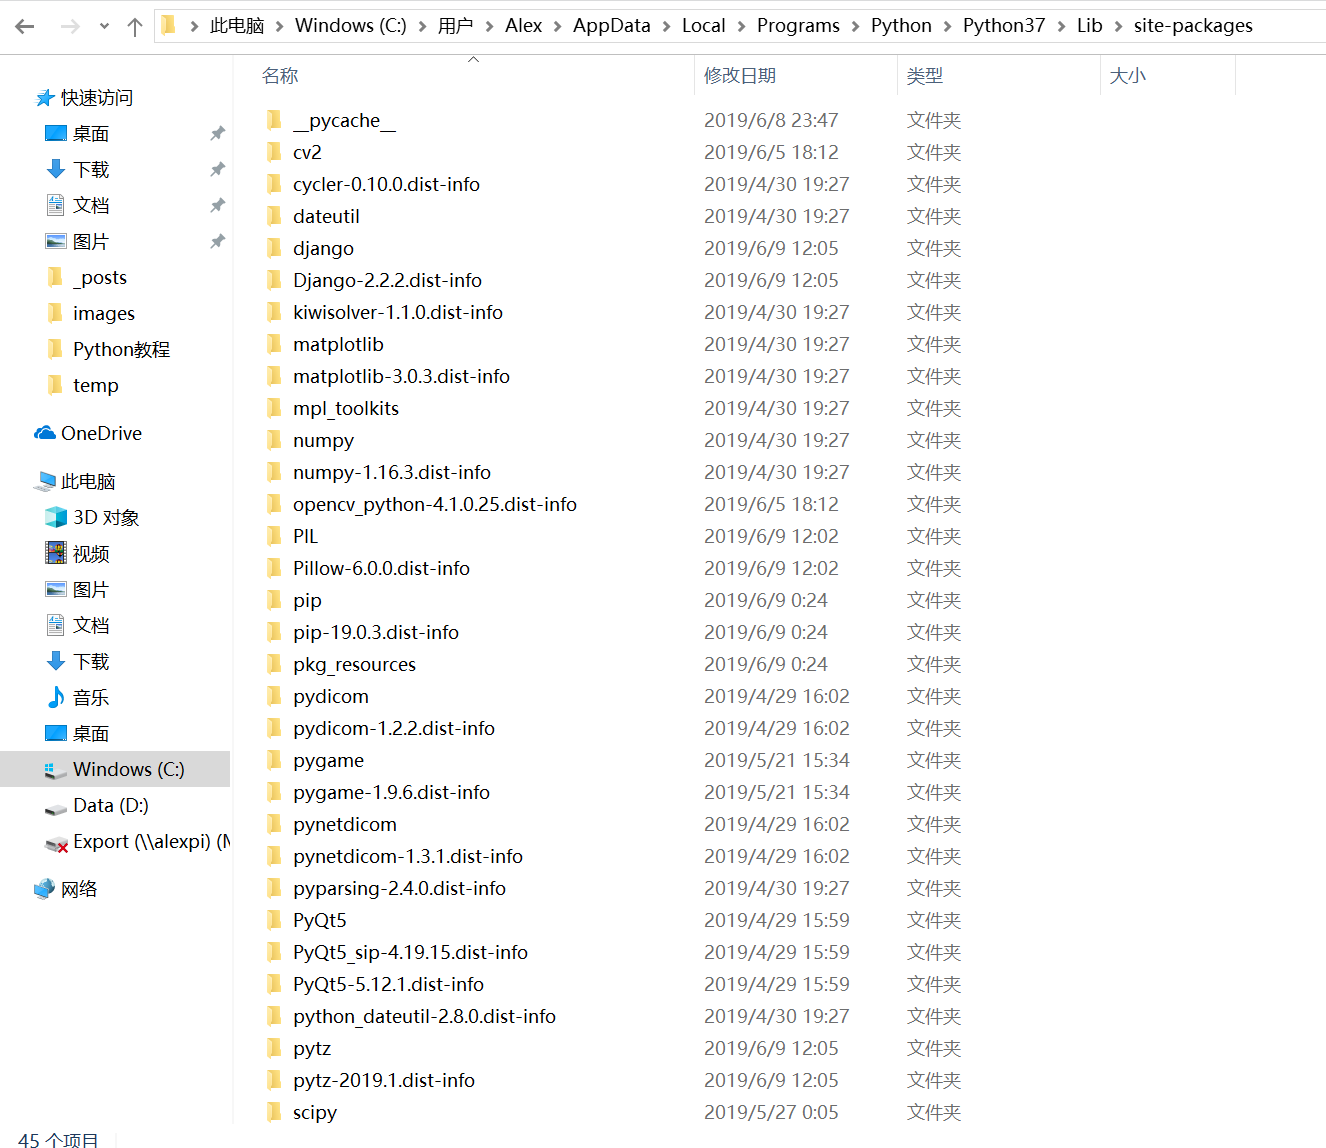 此电脑 Windows (C:) 用户 Alex AppData Local Programs Python Python37 Lib site-packages
名称 修改日期 类型 大小
快速访问
桌面
下载
文档
图片
_posts
images
Python教程
temp
OneDrive
此电脑
3D 对象
视频
图片
文档
下载
音乐
桌面
Windows (C:)
Data (D:)
Export (\\alexpi) (M
网络
__pycache__ 2019/6/8 23:47 文件夹
cv2 2019/6/5 18:12 文件夹
cycler-0.10.0.dist-info 2019/4/30 19:27 文件夹
dateutil 2019/4/30 19:27 文件夹
django 2019/6/9 12:05 文件夹
Django-2.2.2.dist-info 2019/6/9 12:05 文件夹
kiwisolver-1.1.0.dist-info 2019/4/30 19:27 文件夹
matplotlib 2019/4/30 19:27 文件夹
matplotlib-3.0.3.dist-info 2019/4/30 19:27 文件夹
mpl_toolkits 2019/4/30 19:27 文件夹
numpy 2019/4/30 19:27 文件夹
numpy-1.16.3.dist-info 2019/4/30 19:27 文件夹
opencv_python-4.1.0.25.dist-info 2019/6/5 18:12 文件夹
PIL 2019/6/9 12:02 文件夹
Pillow-6.0.0.dist-info 2019/6/9 12:02 文件夹
pip 2019/6/9 0:24 文件夹
pip-19.0.3.dist-info 2019/6/9 0:24 文件夹
pkg_resources 2019/6/9 0:24 文件夹
pydicom 2019/4/29 16:02 文件夹
pydicom-1.2.2.dist-info 2019/4/29 16:02 文件夹
pygame 2019/5/21 15:34 文件夹
pygame-1.9.6.dist-info 2019/5/21 15:34 文件夹
pynetdicom 2019/4/29 16:02 文件夹
pynetdicom-1.3.1.dist-info 2019/4/29 16:02 文件夹
pyparsing-2.4.0.dist-info 2019/4/30 19:27 文件夹
PyQt5 2019/4/29 15:59 文件夹
PyQt5_sip-4.19.15.dist-info 2019/4/29 15:59 文件夹
PyQt5-5.12.1.dist-info 2019/4/29 15:59 文件夹
python_dateutil-2.8.0.dist-info 2019/4/30 19:27 文件夹
pytz 2019/6/9 12:05 文件夹
pytz-2019.1.dist-info 2019/6/9 12:05 文件夹
scipy 2019/5/27 0:05 文件夹
45 个项目